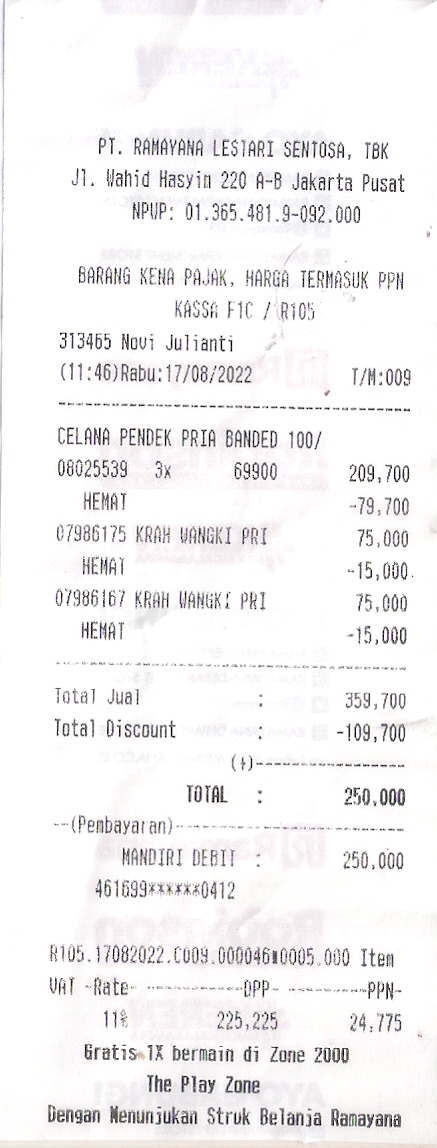 PT. RAMAYANA LESTARI SENTOSA, TBK
Jl. Wahid Hasyim 220 A-B Jakarta Pusat
NPWP: 01.365.481.9-092.000
BARANG KENA PAJAK, HARGA TERMASUK PPN
KASSA F1C / R105
313465 Novi Julianti
(11:46)Rabu:17/08/2022 T/M:009
CELANA PENDEK PRIA BANDED 100/
08025539 3x 69900 209,700
HEMAT -79,700
07986175 KRAH WANGKI PRI 75,000
HEMAT -15,000
07986167 KRAH WANGKI PRI 75,000
HEMAT -15,000
Total Jual : 359,700
Total Discount : -109,700
(+)------------------
TOTAL : 250,000
--(Pembayaran)---------------------------
MANDIRI DEBIT : 250,000
461699******0412
R105.17082022.C009.000046#0005.000 Item
VAT -Rate- -----------DPP- -----------PPN-
11% 225,225 24,775
Gratis 1X bermain di Zone 2000
The Play Zone
Dengan Menunjukan Struk Belanja Ramayana